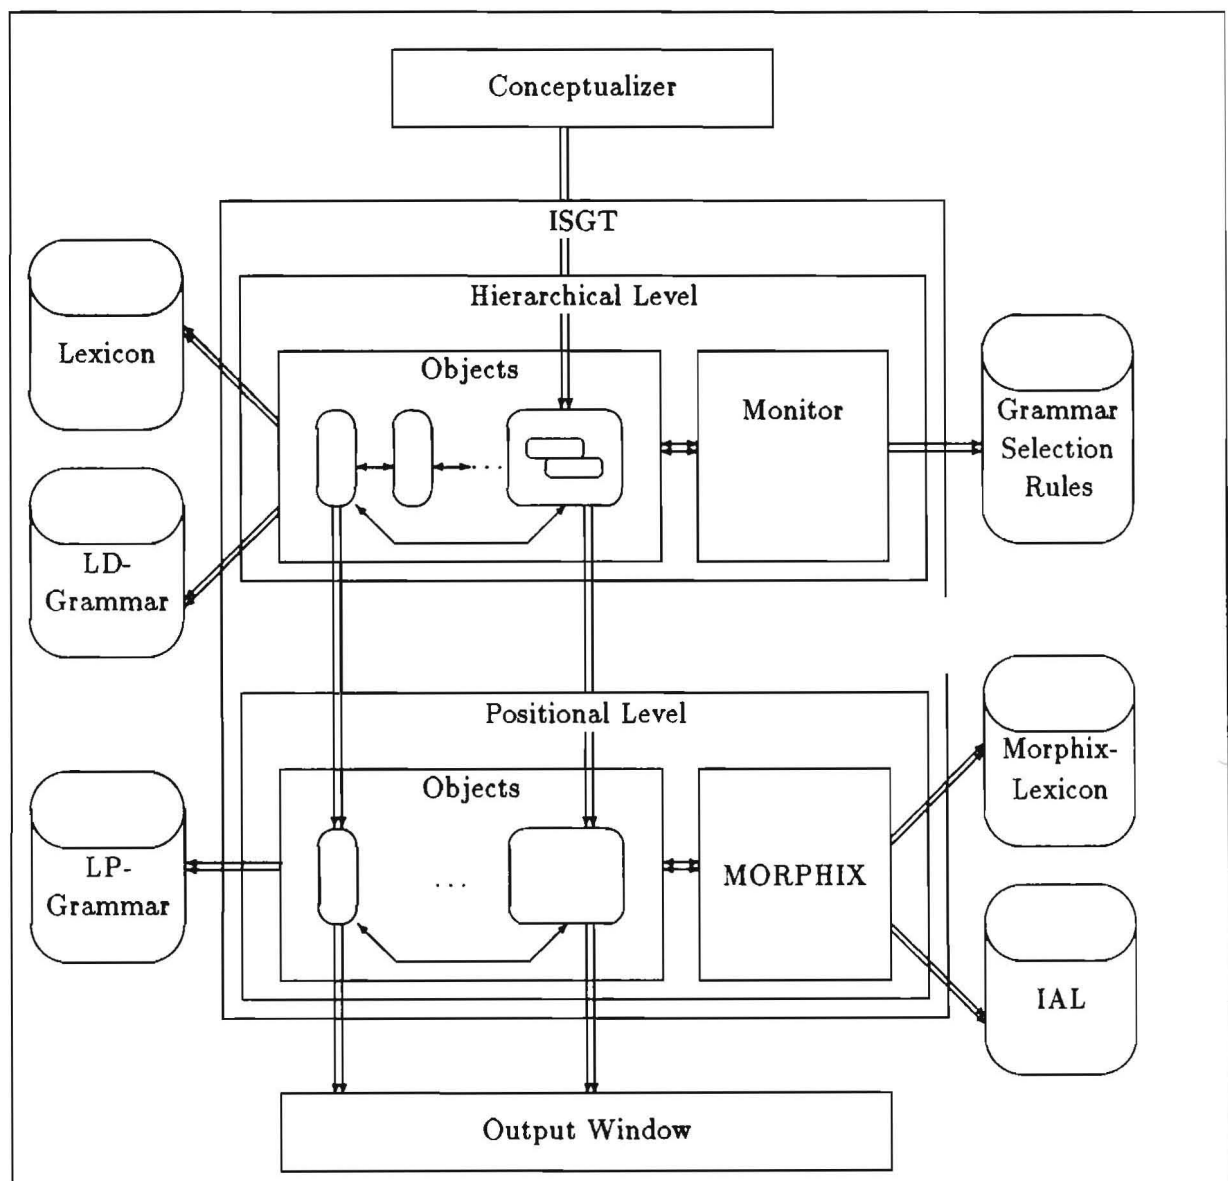 Conceptualizer
ISGT
Hierarchical Level
Lexicon
Objects
Monitor
Grammar
Selection
Rules
. . .
LD-
Grammar
Positional Level
Objects
Morphix-
Lexicon
LP-
Grammar
. . .
MORPHIX
IAL
Output Window